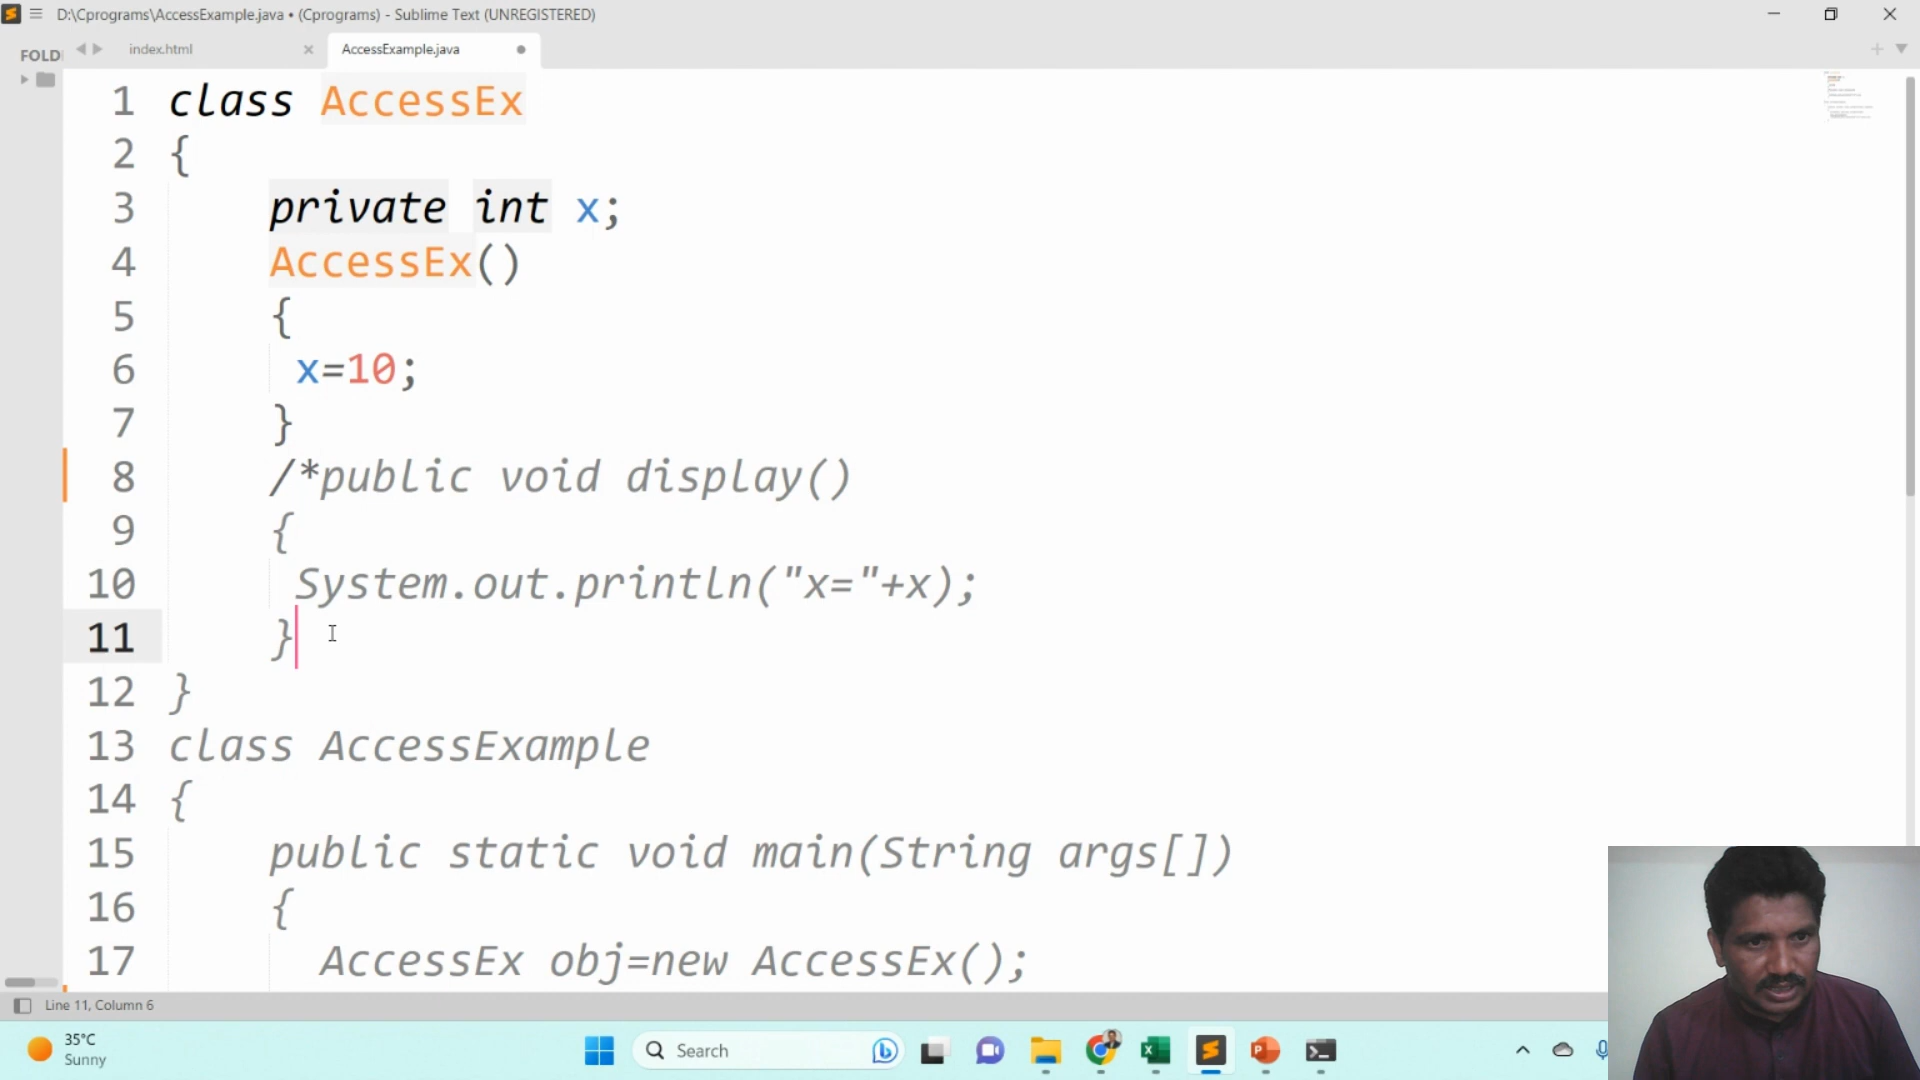 D:\Cprograms\AccessExample.java • (Cprograms) - Sublime Text (UNREGISTERED)
FOLD
index.html
AccessExample.java
1 class AccessEx
2 {
3 private int x;
4 AccessEx()
5 {
6 x=10;
7 }
8 /*public void display()
9 {
10 System.out.println("x="+x);
11 }
12 }
13 class AccessExample
14 {
15 public static void main(String args[])
16 {
17 AccessEx obj=new AccessEx();
Line 11, Column 6
35°C
Sunny
Search